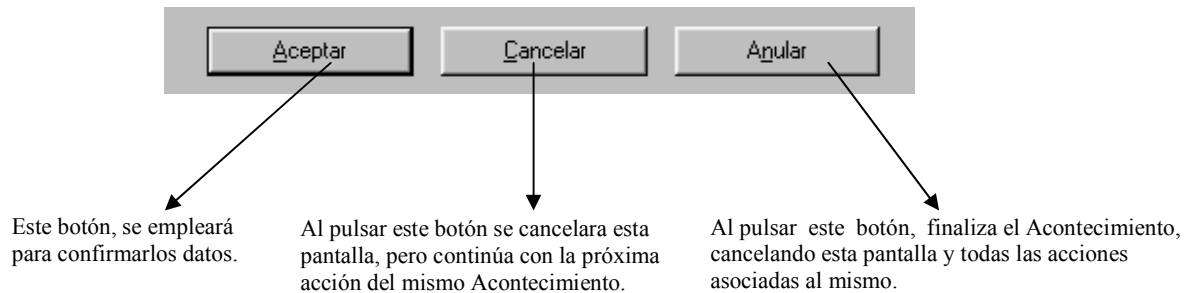 Aceptar
Cancelar
Anular
Este botón, se empleará
para confirmarlos datos.
Al pulsar este botón se cancelara esta
pantalla, pero continúa con la próxima
acción del mismo Acontecimiento.
Al pulsar este botón, finaliza el Acontecimiento,
cancelando esta pantalla y todas las acciones
asociadas al mismo.